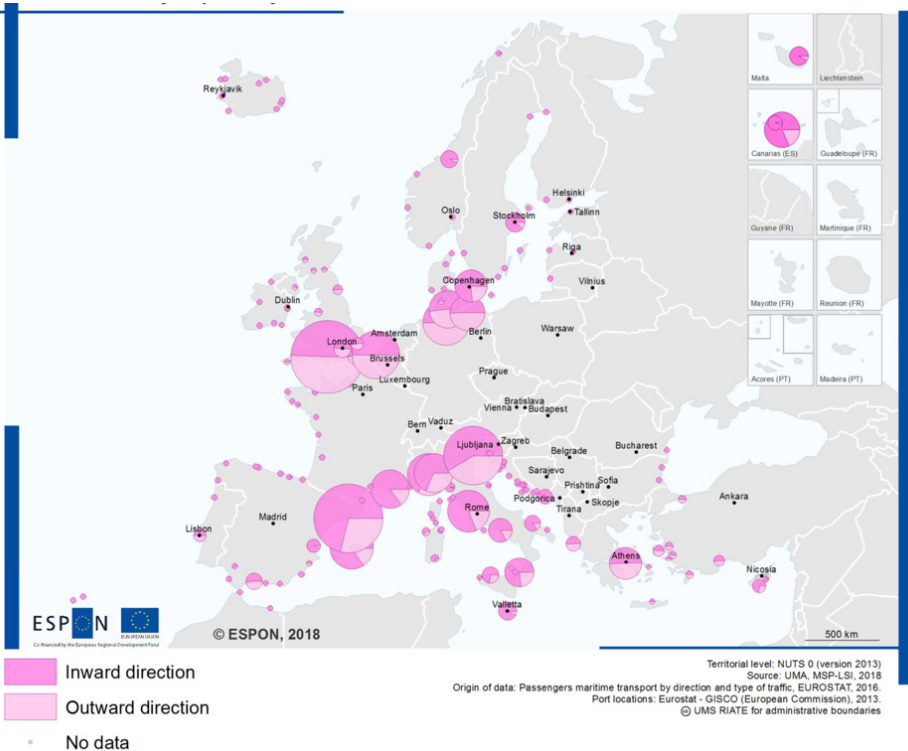 Malta
Liechtenstein
Reykjavik
Canarias (ES)
Guadeloupe (FR)
Helsinki
Oslo
Stockholm
Tallinn
Guyane (FR)
Martinique (FR)
Riga
Copenhagen
Vilnius
Dublin
Mayotte (FR)
Reunion (FR)
London
Amsterdam
Berlin
Warsaw
Brussels
Prague
Acores (PT)
Madeira (PT)
Luxembourg
Paris
Bratislava
Vienna
Budapest
Bern
Vaduz
Ljubljana
Zagreb
Belgrade
Bucharest
Sarajevo
Prishtina
Sofia
Podgorica
Skopje
Ankara
Rome
Tirana
Madrid
Lisbon
Athens
Nicosia
Valletta
ESPON
EUROPEAN UNION
Co-financed by the European Regional Development Fund
© ESPON, 2018
500 km
Inward direction
Outward direction
No data
Territorial level: NUTS 0 (version 2013)
Source: UMA, MSP-LSI, 2018
Origin of data: Passengers maritime transport by direction and type of traffic, EUROSTAT, 2016.
Port locations: Eurostat - GISCO (European Commission), 2013.
UMS RIATE for administrative boundaries